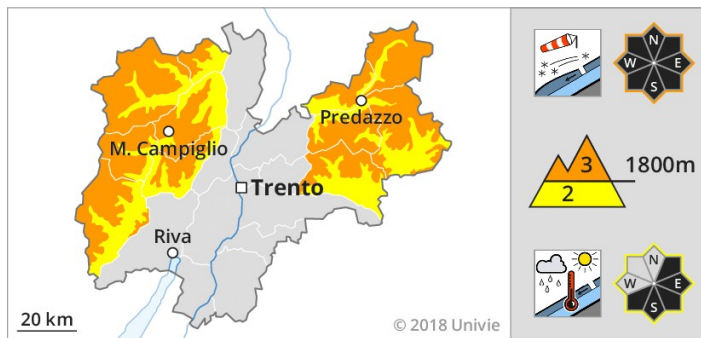 Predazzo
M. Campiglio
Trento
Riva
20 km
© 2018 Univie
N
W E
S
3 1800m
2
N
W E
S